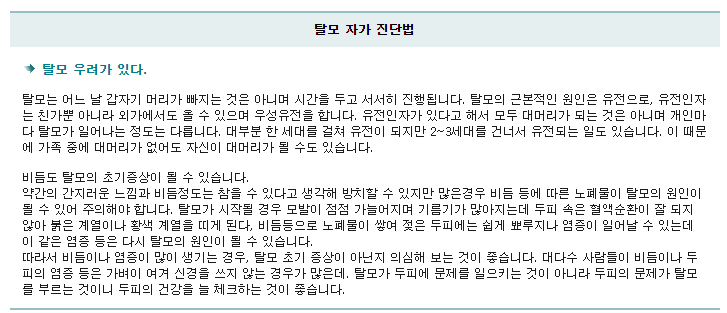 탈모 자가 진단법
탈모 우려가 있다.
탈모는 어느 날 갑자기 머리가 빠지는 것은 아니며 시간을 두고 서서히 진행됩니다. 탈모의 근본적인 원인은 유전으로, 유전인자
는 친가뿐 아니라 외가에서도 올 수 있으며 우성유전을 합니다. 유전인자가 있다고 해서 모두 대머리가 되는 것은 아니며 개인마
다 탈모가 일어나는 정도는 다릅니다. 대부분 한 세대를 걸쳐 유전이 되지만 2~3세대를 건너서 유전되는 일도 있습니다. 이 때문
에 가족 중에 대머리가 없어도 자신이 대머리가 될 수도 있습니다.
비듬도 탈모의 초기증상이 될 수 있습니다.
약간의 간지러운 느낌과 비듬정도는 참을 수 있다고 생각해 방치할 수 있지만 많은경우 비듬 등에 따른 노폐물이 탈모의 원인이
될 수 있어 주의해야 합니다. 탈모가 시작될 경우 모발이 점점 가늘어지며 기름기가 많아지는데 두피 속은 혈액순환이 잘 되지
않아 붉은 계열이나 황색 계열을 띠게 된다, 비듬등으로 노폐물이 쌓여 젖은 두피에는 쉽게 뾰루지나 염증이 일어날 수 있는데
이 같은 염증 등은 다시 탈모의 원인이 될 수 있습니다.
따라서 비듬이나 염증이 많이 생기는 경우, 탈모 초기 증상이 아닌지 의심해 보는 것이 좋습니다. 대다수 사람들이 비듬이나 두
피의 염증 등은 가벼이 여겨 신경을 쓰지 않는 경우가 많은데. 탈모가 두피에 문제를 일으키는 것이 아니라 두피의 문제가 탈모
를 부르는 것이니 두피의 건강을 늘 체크하는 것이 좋습니다.